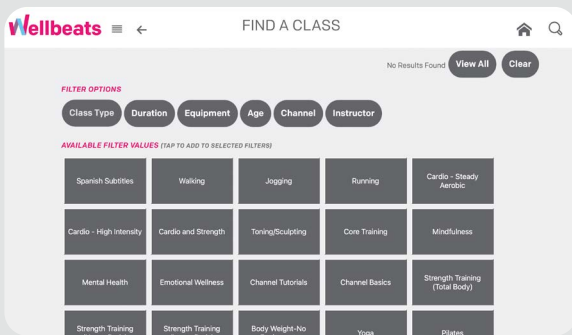 Wellbeats
FIND A CLASS
No Results Found
View All
Clear
FILTER OPTIONS
Class Type
Duration
Equipment
Age
Channel
Instructor
AVAILABLE FILTER VALUES (TAP TO ADD TO SELECTED FILTERS)
Spanish Subtitles
Walking
Jogging
Running
Cardio - Steady
Aerobic
Cardio - High Intensity
Cardio and Strength
Toning/Sculpting
Core Training
Mindfulness
Mental Health
Emotional Wellness
Channel Tutorials
Channel Basics
Strength Training
(Total Body)
Strength Training
Strength Training
Body Weight-No
Yoga
Pilates